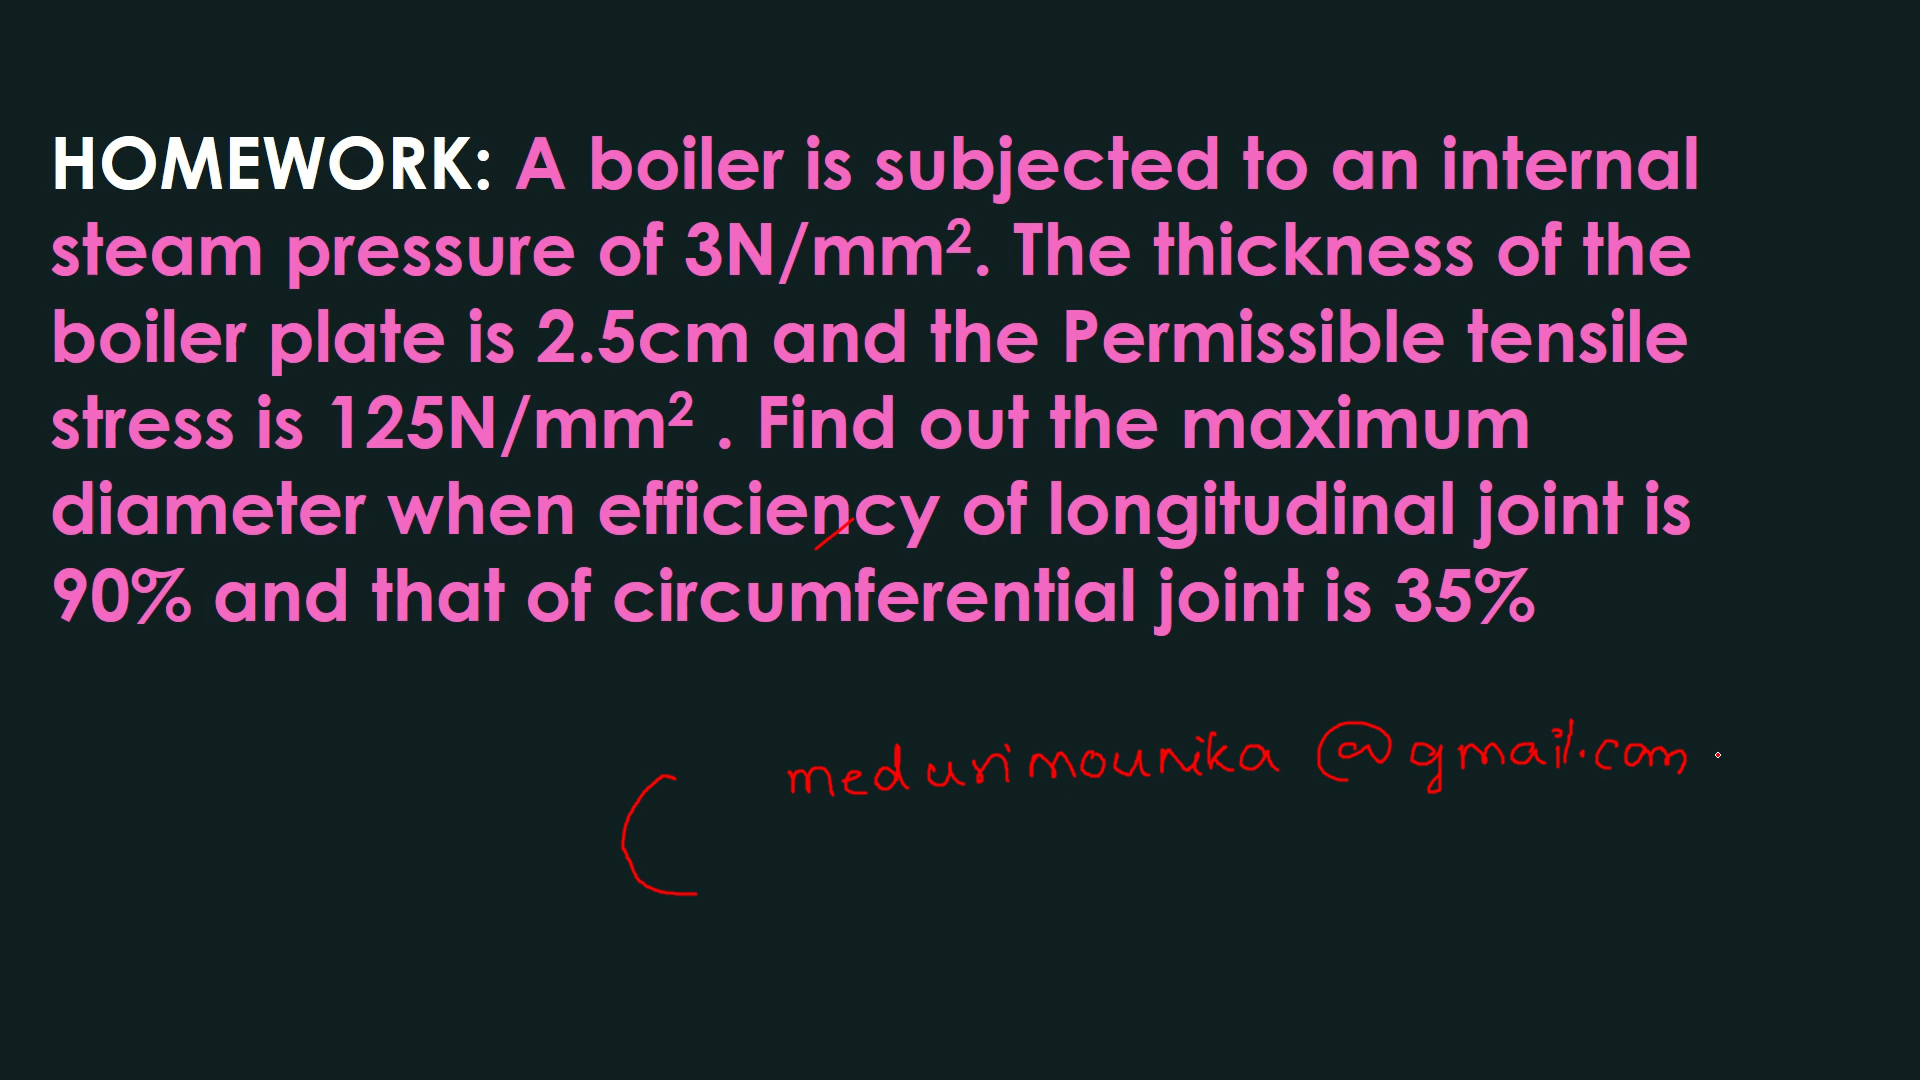 HOMEWORK: A boiler is subjected to an internal
steam pressure of 3N/mm². The thickness of the
boiler plate is 2.5cm and the Permissible tensile
stress is 125N/mm² . Find out the maximum
diameter when efficiency of longitudinal joint is
90% and that of circumferential joint is 35%
medurimounika @gmail.com